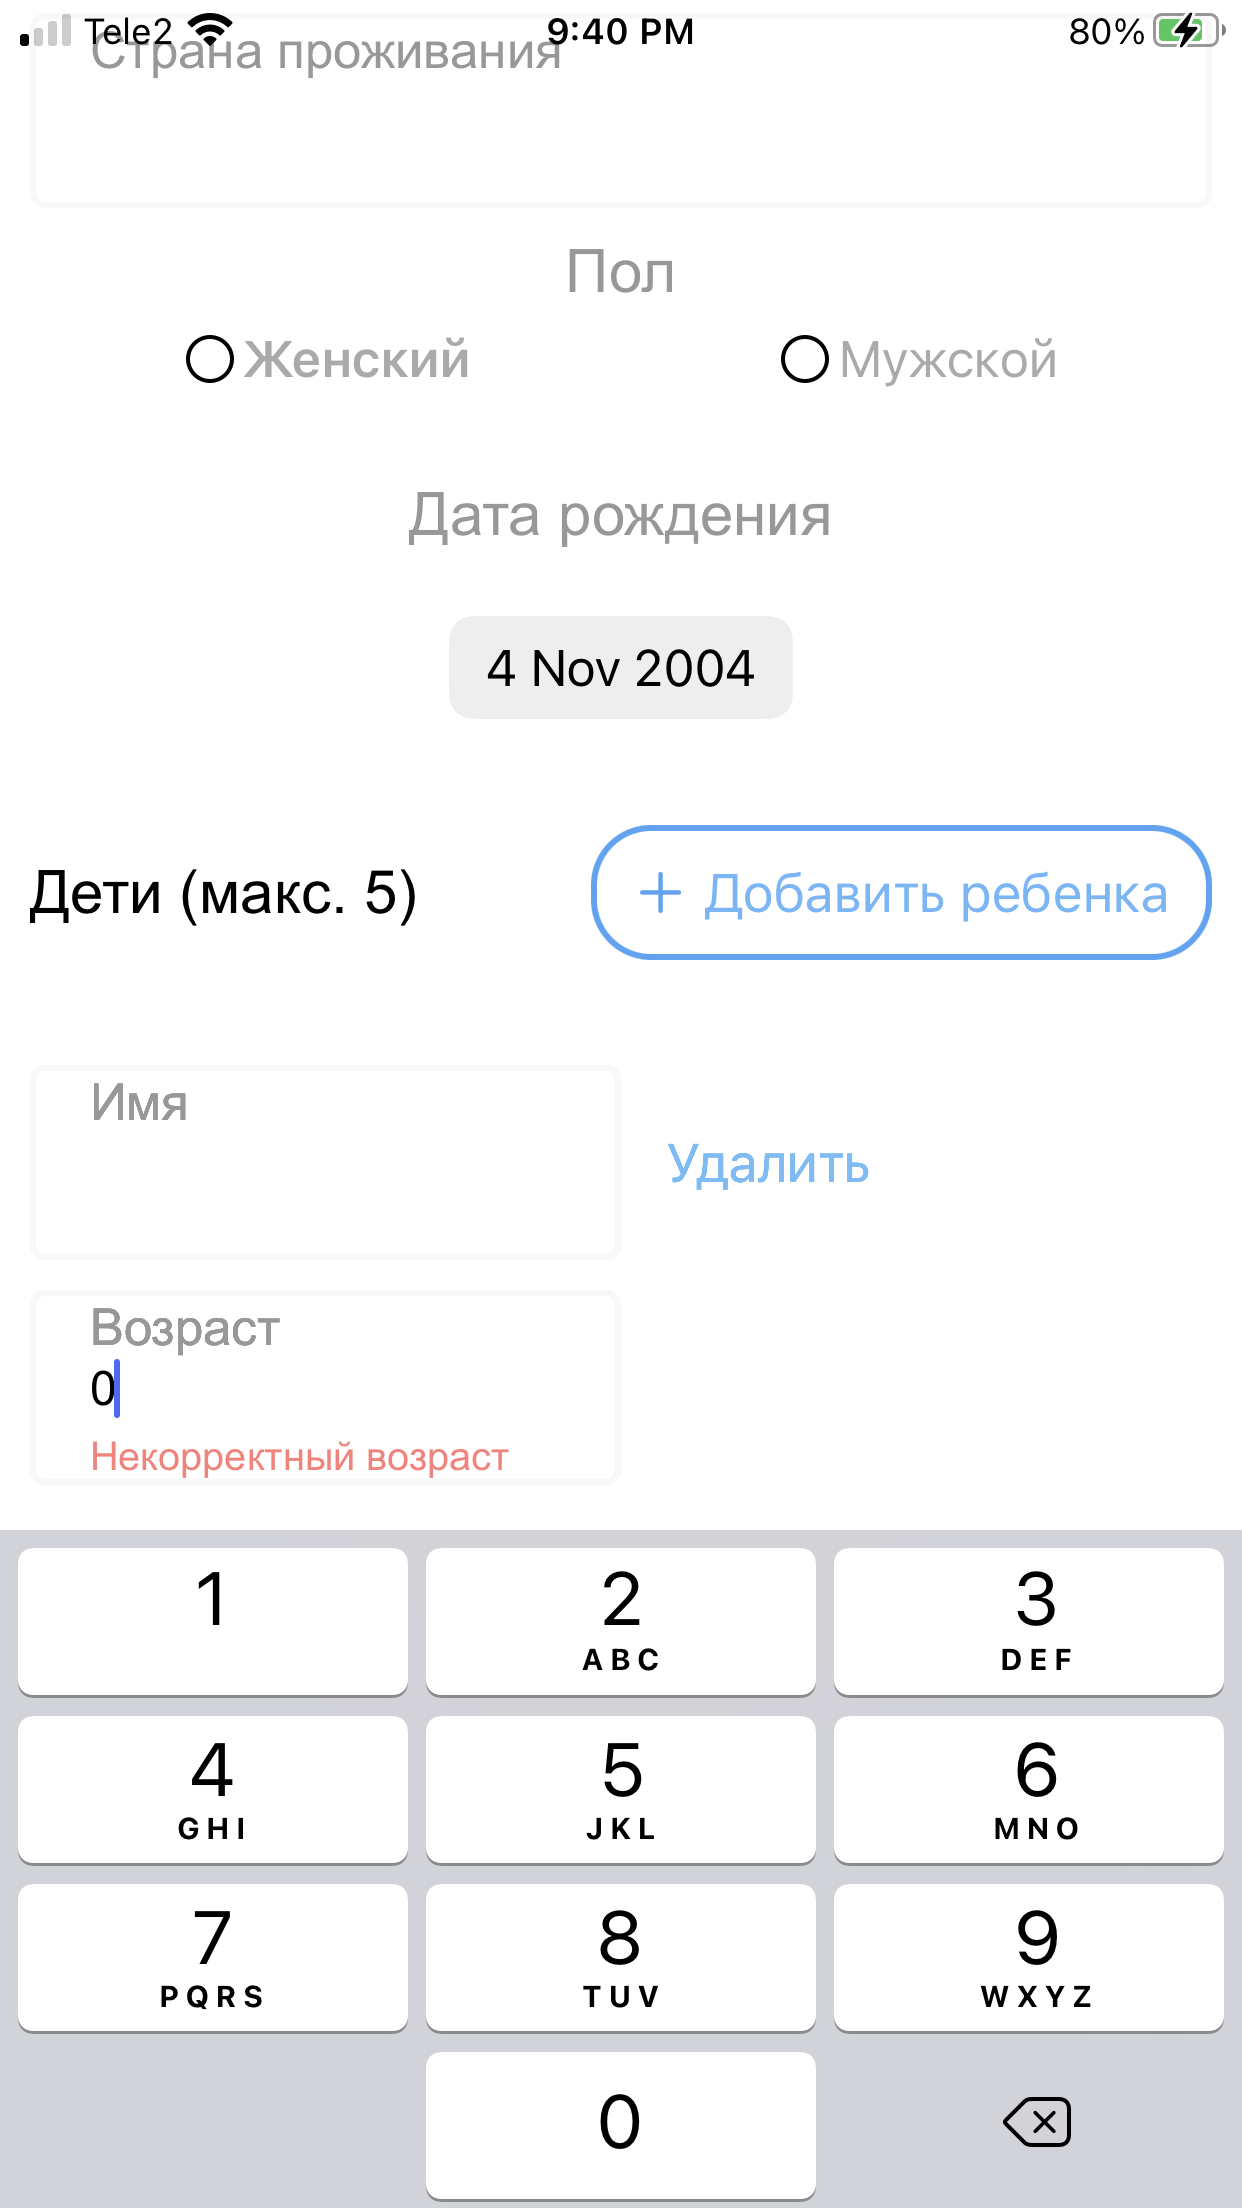 Tele2 9:40 PM 80%
Страна проживания
Пол
Женский Мужской
Дата рождения
4 Nov 2004
Дети (макс. 5) + Добавить ребенка
Имя
Удалить
Возраст
0
Некорректный возраст
1 2 3
ABC DEF
4 5 6
GHI JKL MNO
7 8 9
PQRS TUV WXYZ
0